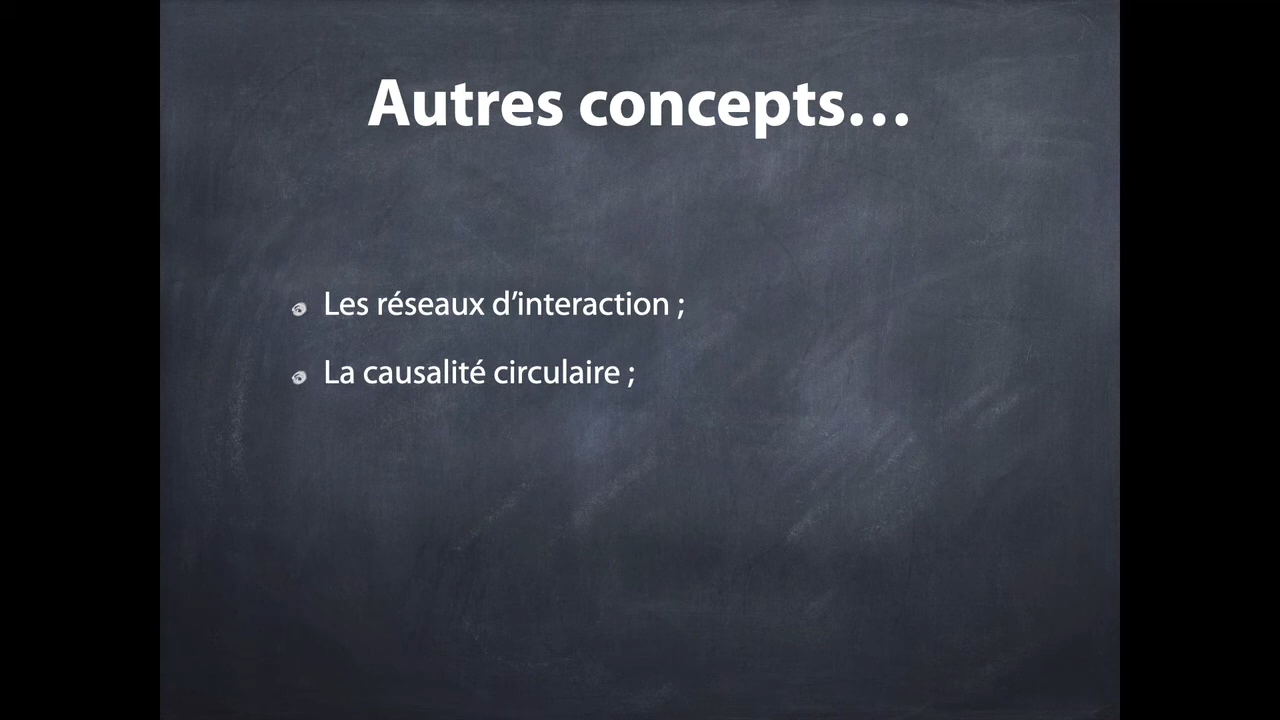 Autres concepts…
Les réseaux d’interaction ;
La causalité circulaire ;